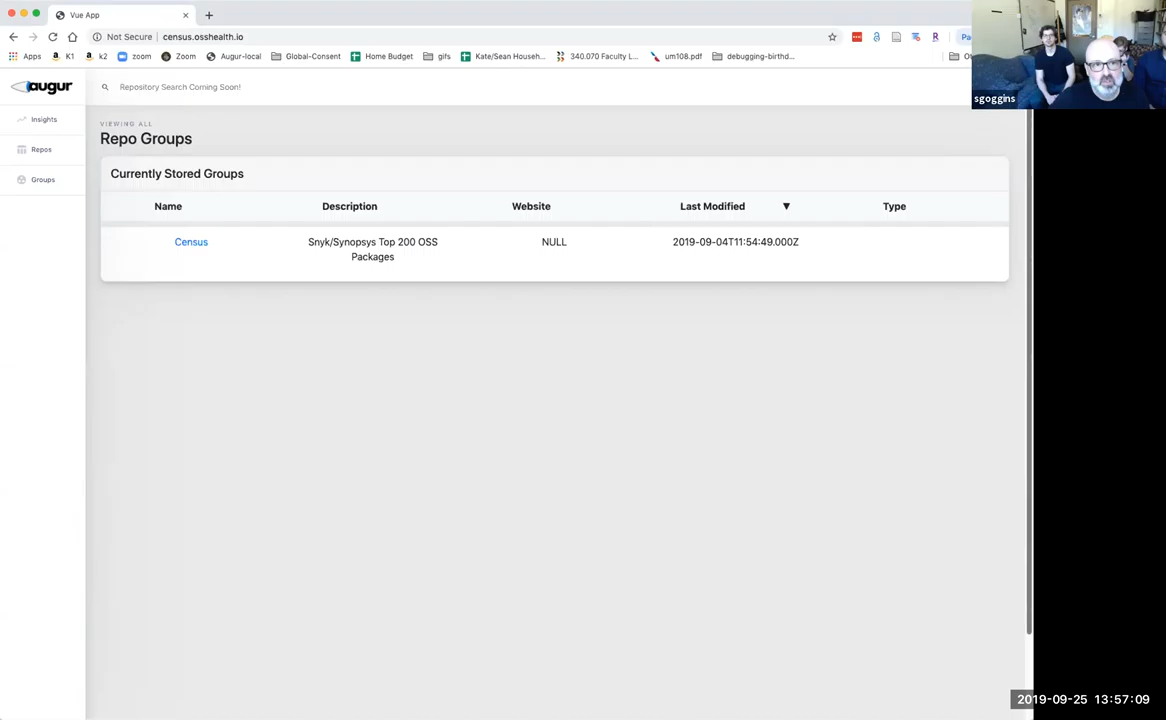 Vue App
Not Secure | census.osshealth.io
Pa
Apps K1 k2 zoom Zoom Augur-local Global-Consent Home Budget gifs Kate/Sean Househ... 340.070 Faculty L... um108.pdf debugging-birthd...
sgoggins
augur
Repository Search Coming Soon!
Insights
Repos
Groups
VIEWING ALL
Repo Groups
Currently Stored Groups
Name Description Website Last Modified ▼ Type
Census Snyk/Synopsys Top 200 OSS NULL 2019-09-04T11:54:49.000Z
Packages
2019-09-25 13:57:09